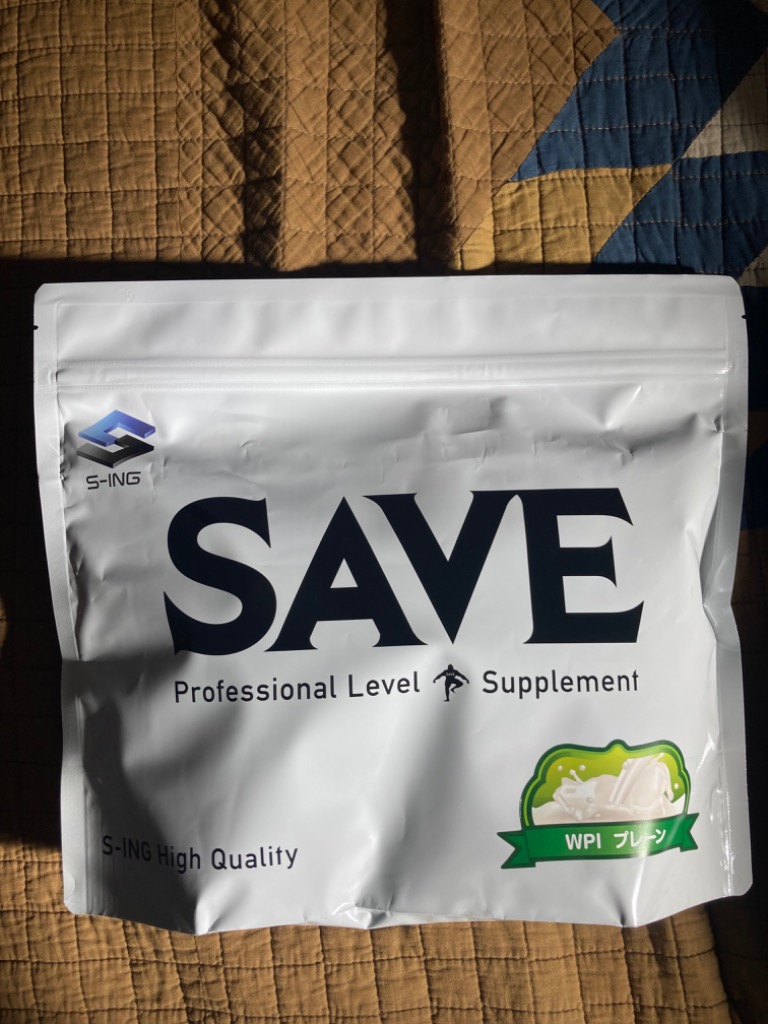 S-ING
SAVE
Professional Level Supplement
WPI プレーン
S-ING High Quality